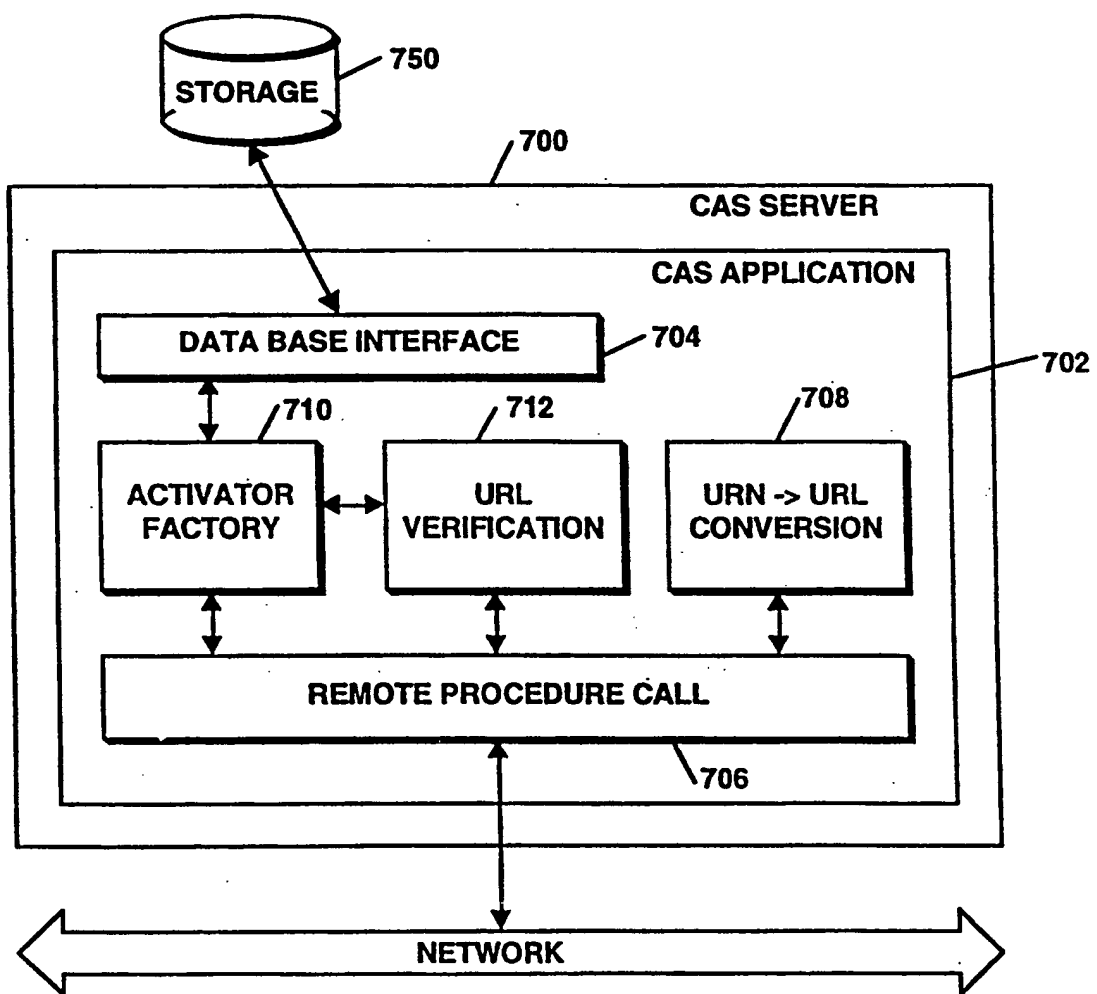 STORAGE
750
700
CAS SERVER
CAS APPLICATION
DATA BASE INTERFACE
704
702
710
712
708
ACTIVATOR
FACTORY
URL
VERIFICATION
URN -> URL
CONVERSION
REMOTE PROCEDURE CALL
706
NETWORK